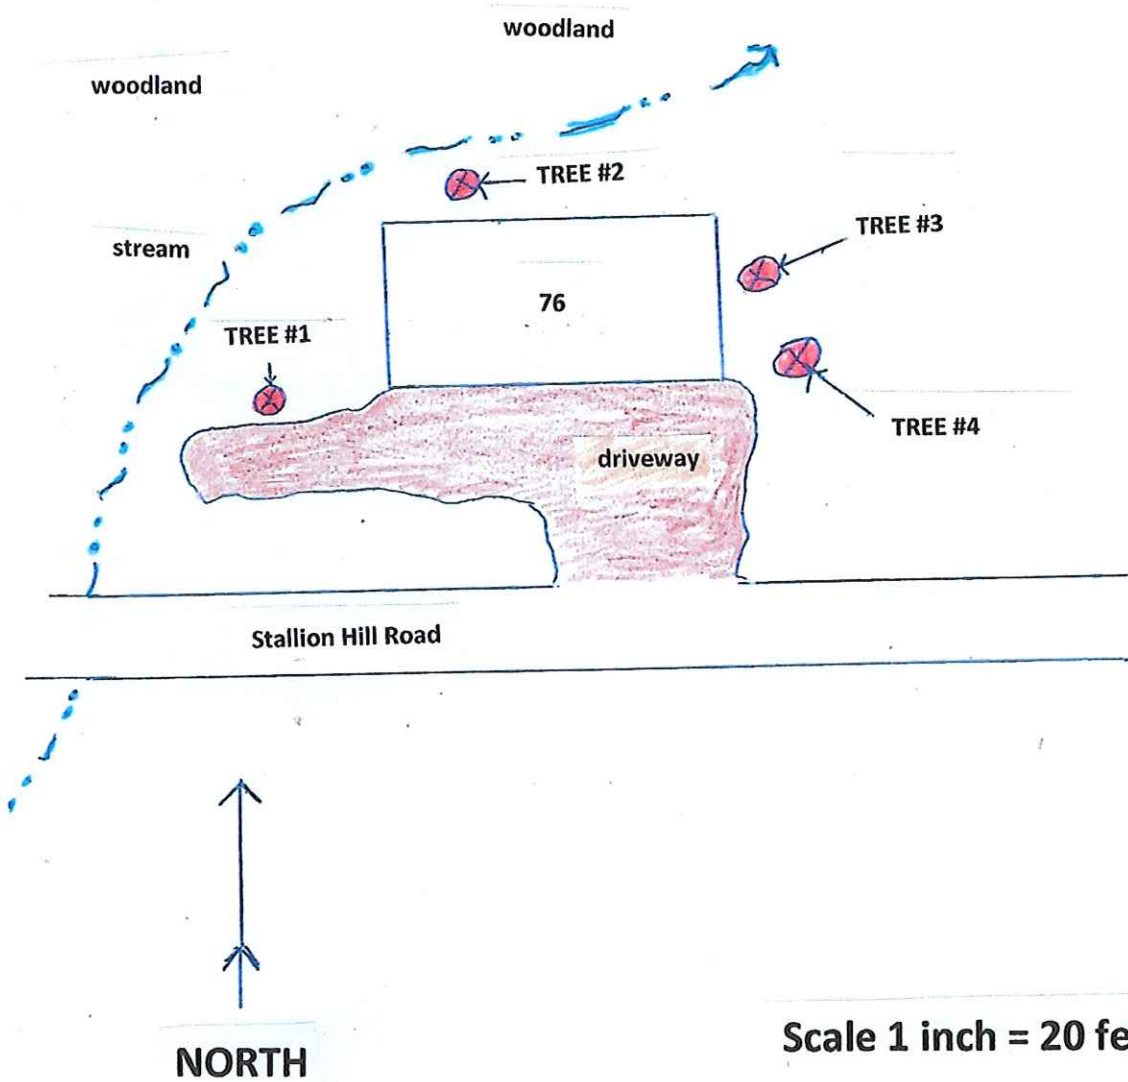 woodland
woodland
TREE #2
TREE #3
stream
76
TREE #1
TREE #4
driveway
Stallion Hill Road
NORTH
Scale 1 inch = 20 fe